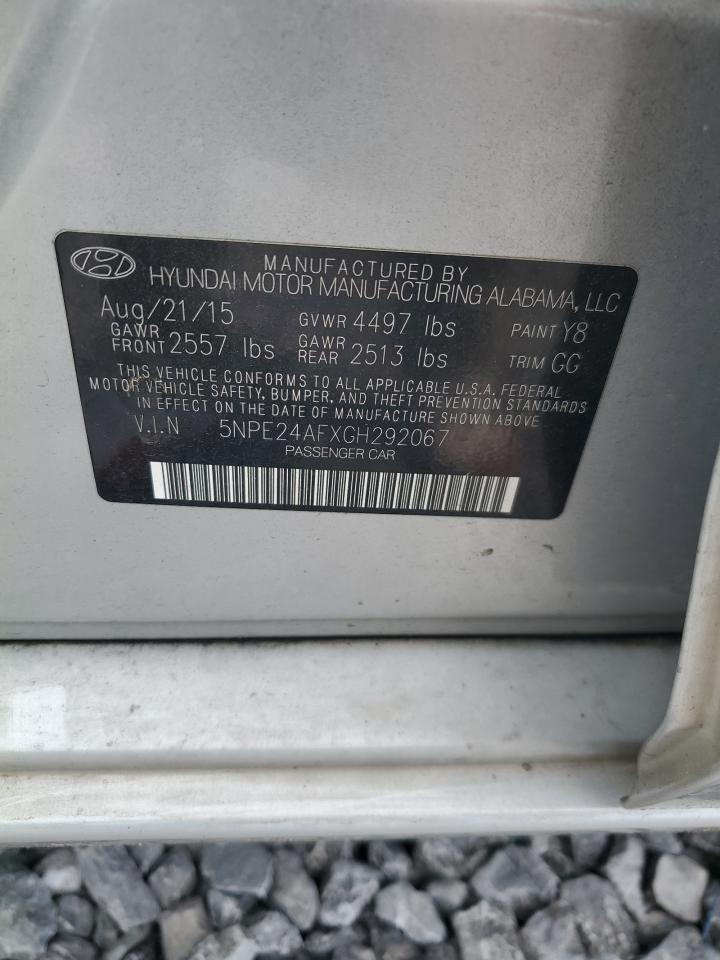 MANUFACTURED BY
HYUNDAI MOTOR MANUFACTURING ALABAMA, LLC
Aug/21/15 GVWR 4497 lbs PAINT Y8
GAWR FRONT 2557 lbs GAWR REAR 2513 lbs TRIM GG
THIS VEHICLE CONFORMS TO ALL APPLICABLE U.S.A. FEDERAL
MOTOR VEHICLE SAFETY, BUMPER, AND THEFT PREVENTION STANDARDS
IN EFFECT ON THE DATE OF MANUFACTURE SHOWN ABOVE
V.I.N 5NPE24AFXGH292067
PASSENGER CAR